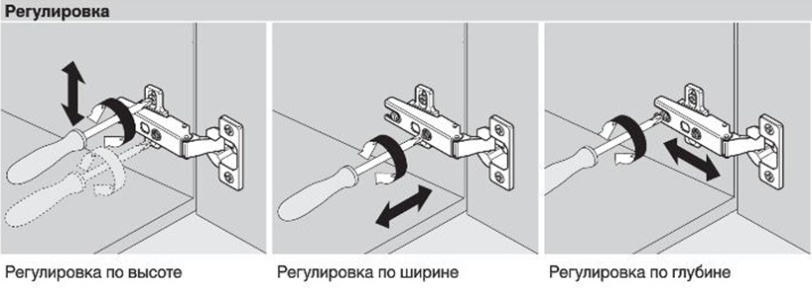 Регулировка
Регулировка по высоте
Регулировка по ширине
Регулировка по глубине